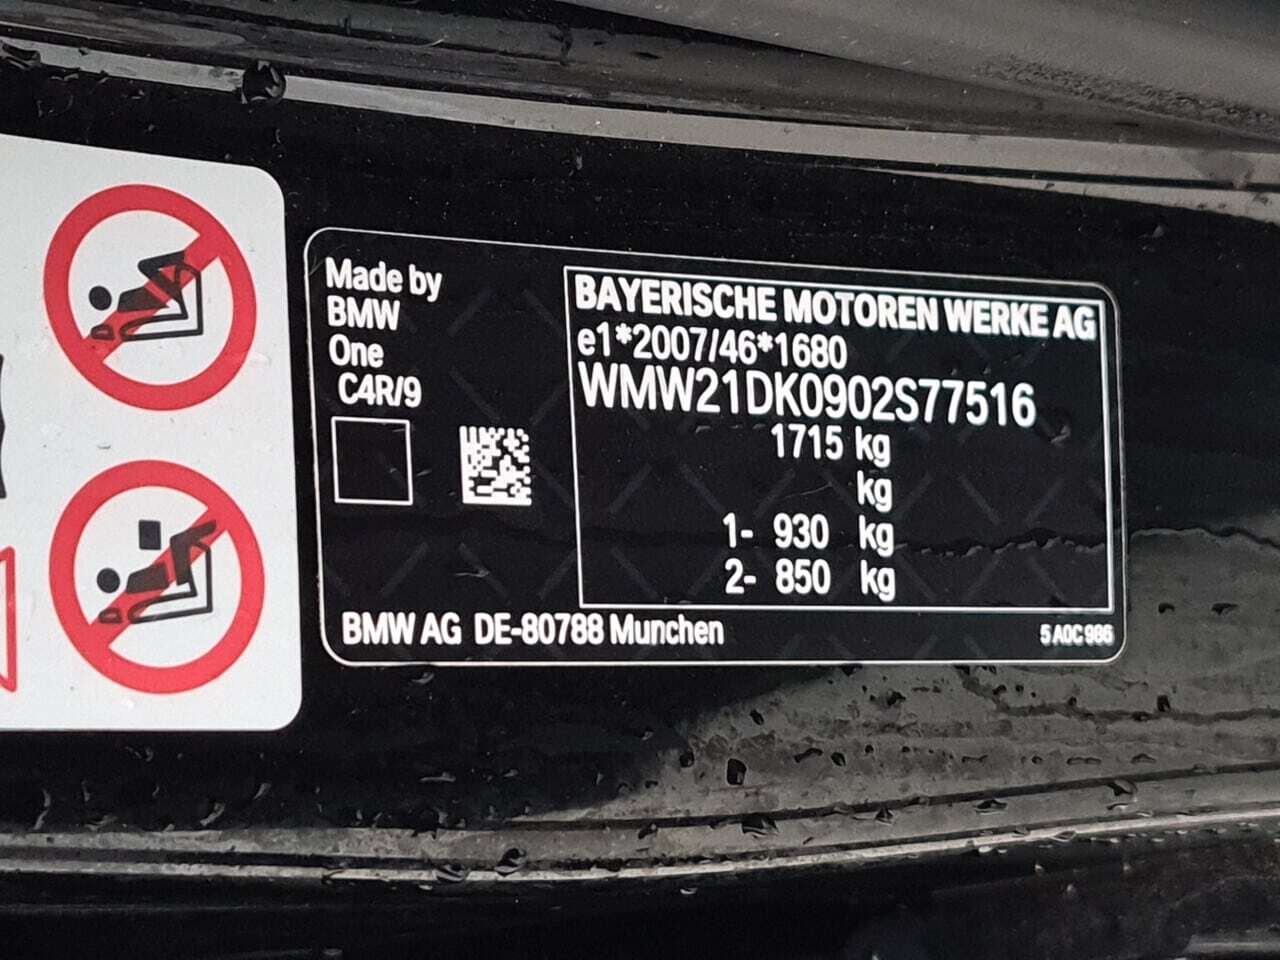 Made by
BMW
One
C4R/9
BAYERISCHE MOTOREN WERKE AG
e1*2007/46*1680
WMW21DK0902S77516
1715 kg
kg
1- 930 kg
2- 850 kg
BMW AG DE-80788 Munchen
5 A0C 986